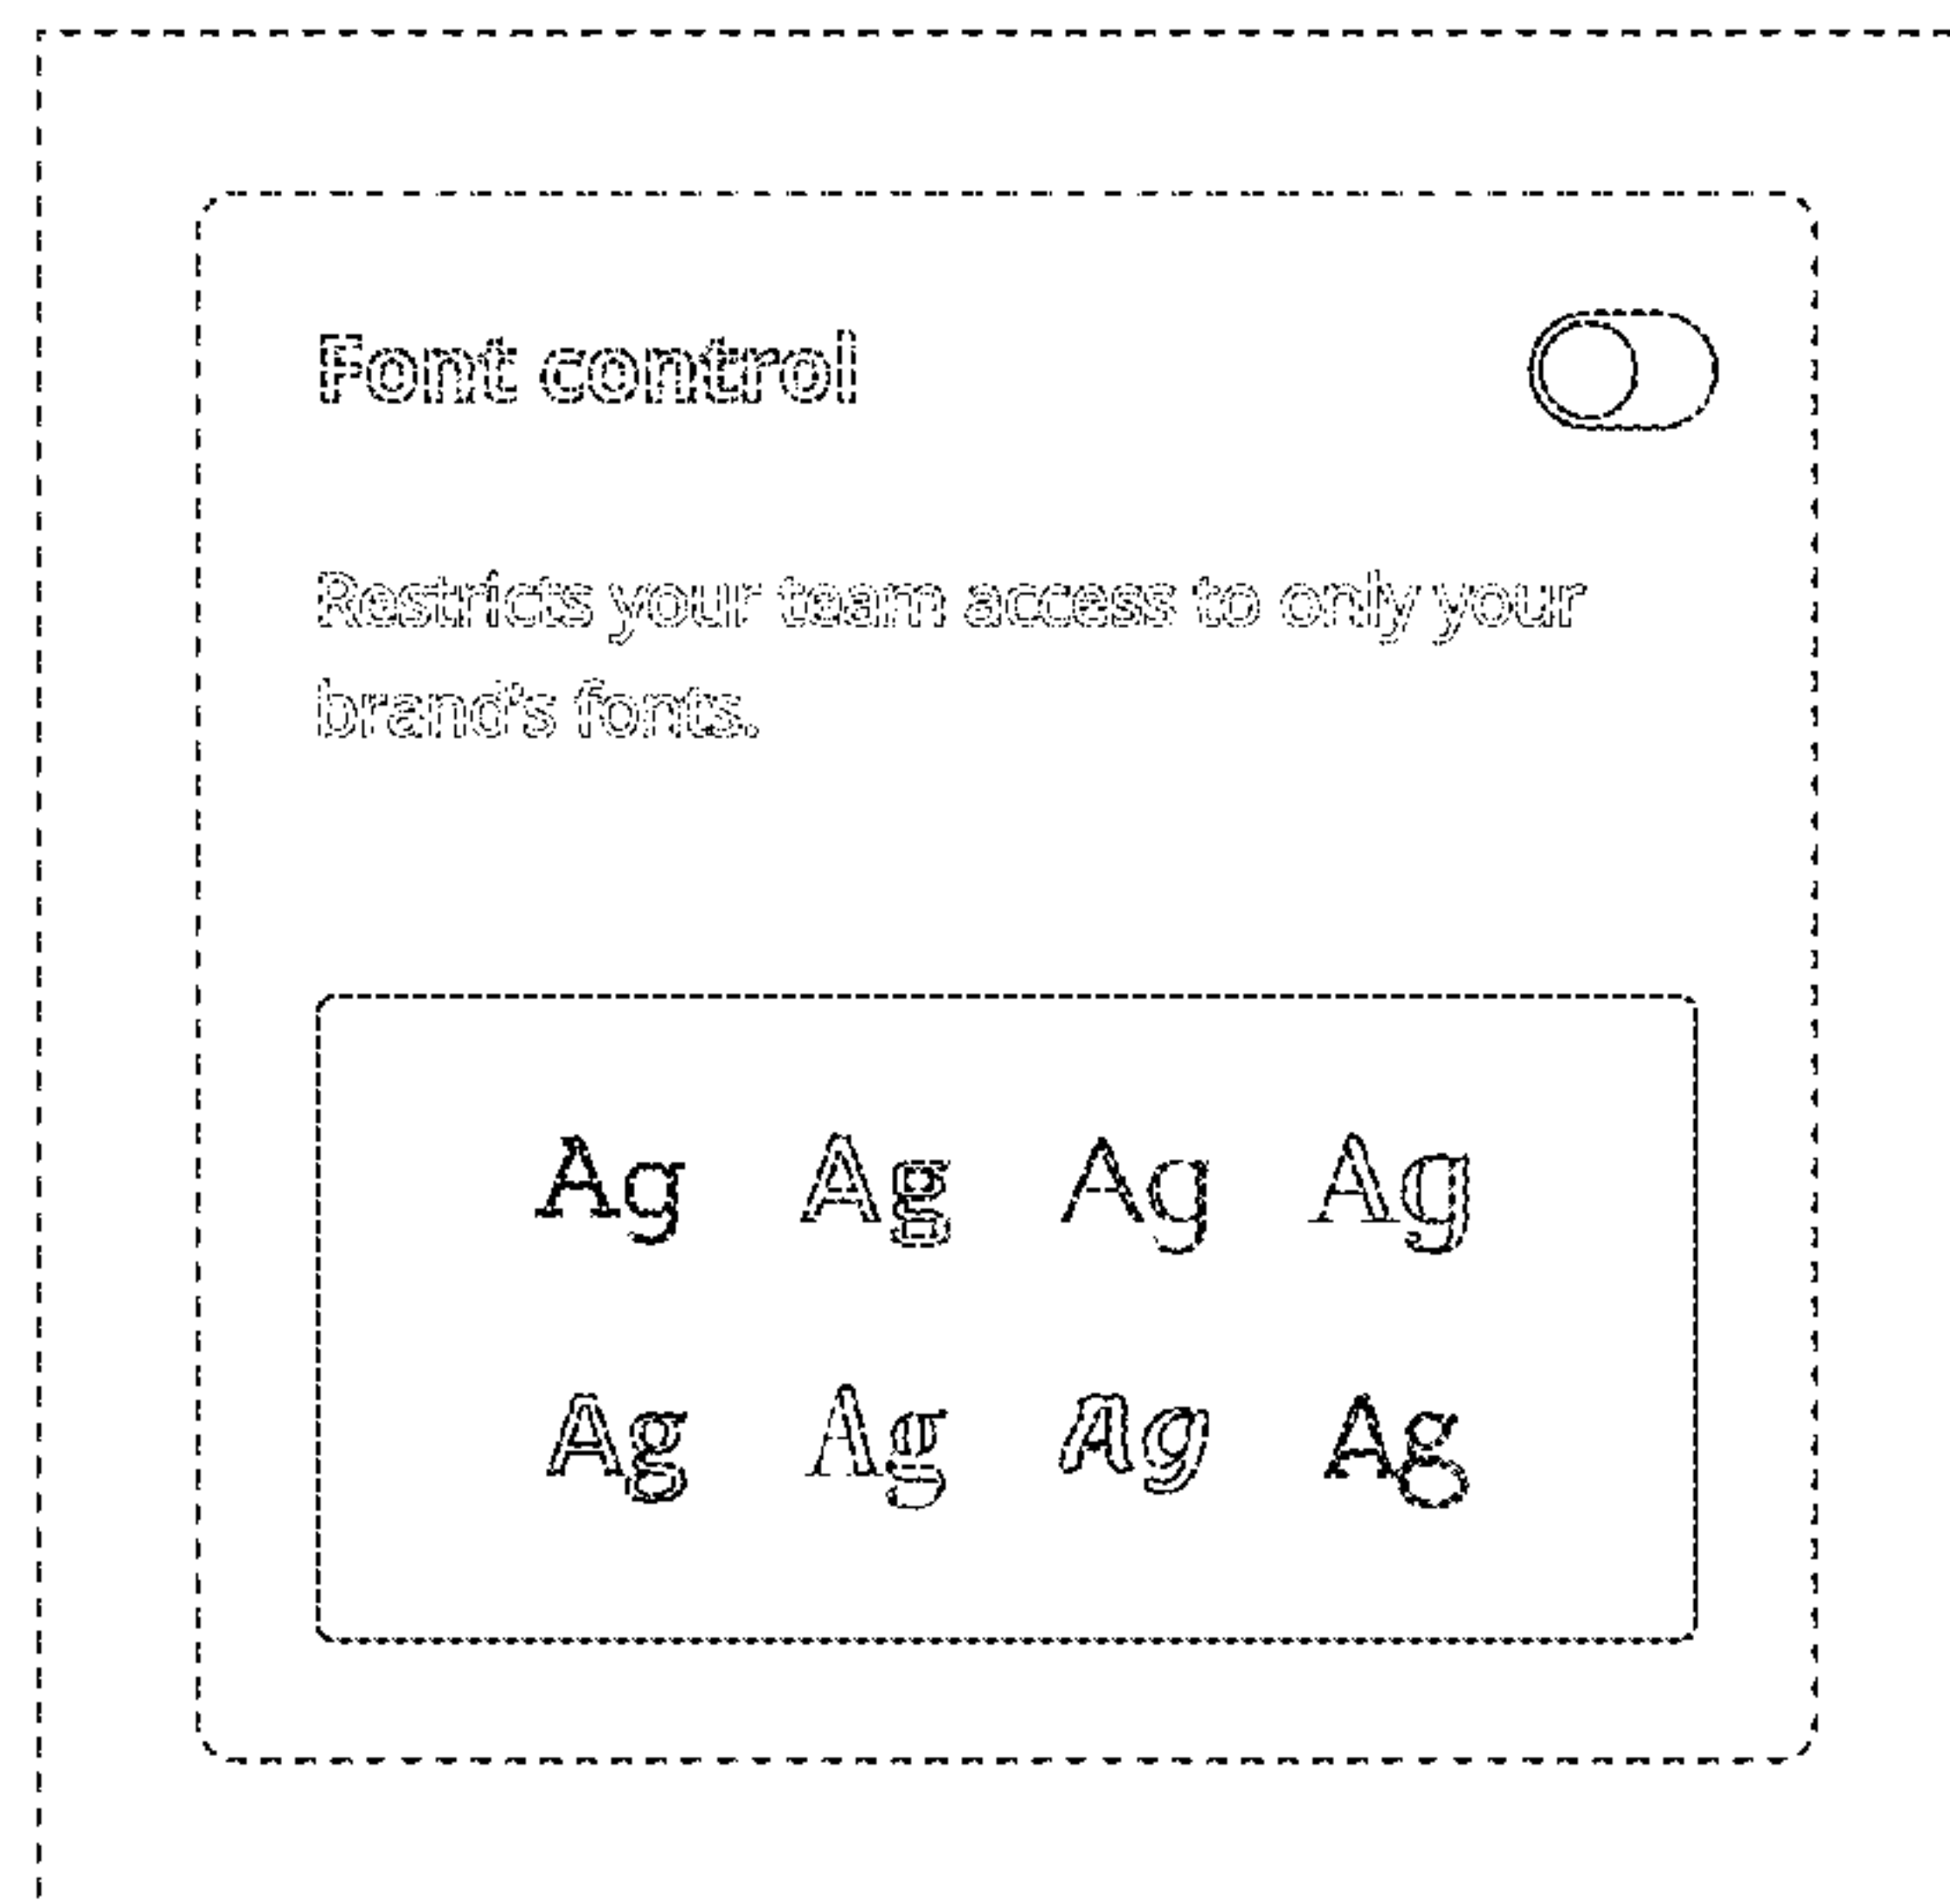 Font control
Restricts your team access to only your
brand's fonts.
Ag Ag Ag Ag
Ag Ag Ag Ag